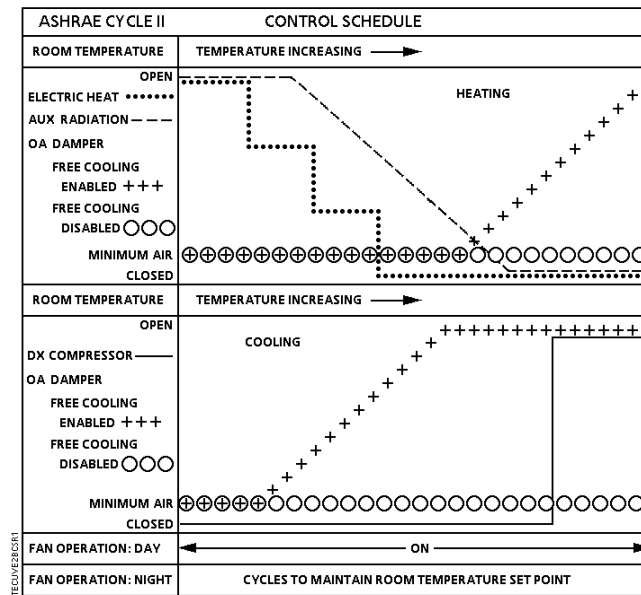 ASHRAE CYCLE II CONTROL SCHEDULE
ROOM TEMPERATURE TEMPERATURE INCREASING
OPEN
ELECTRIC HEAT
HEATING
AUX RADIATION
OA DAMPER
FREE COOLING
ENABLED +++
FREE COOLING
DISABLED
MINIMUM AIR
CLOSED
ROOM TEMPERATURE TEMPERATURE INCREASING
OPEN
COOLING
DX COMPRESSOR
OA DAMPER
FREE COOLING
ENABLED +++
FREE COOLING
DISABLED
MINIMUM AIR
CLOSED
FAN OPERATION: DAY ON
FAN OPERATION: NIGHT CYCLES TO MAINTAIN ROOM TEMPERATURE SET POINT